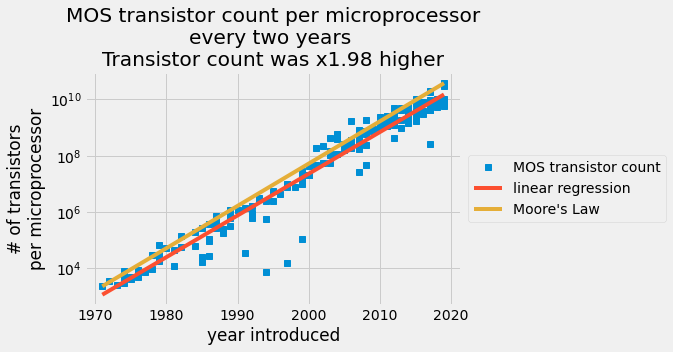 MOS transistor count per microprocessor
every two years
Transistor count was x1.98 higher
# of transistors
per microprocessor
10^10
10^8
10^6
10^4
1970 1980 1990 2000 2010 2020
year introduced
MOS transistor count
linear regression
Moore's Law